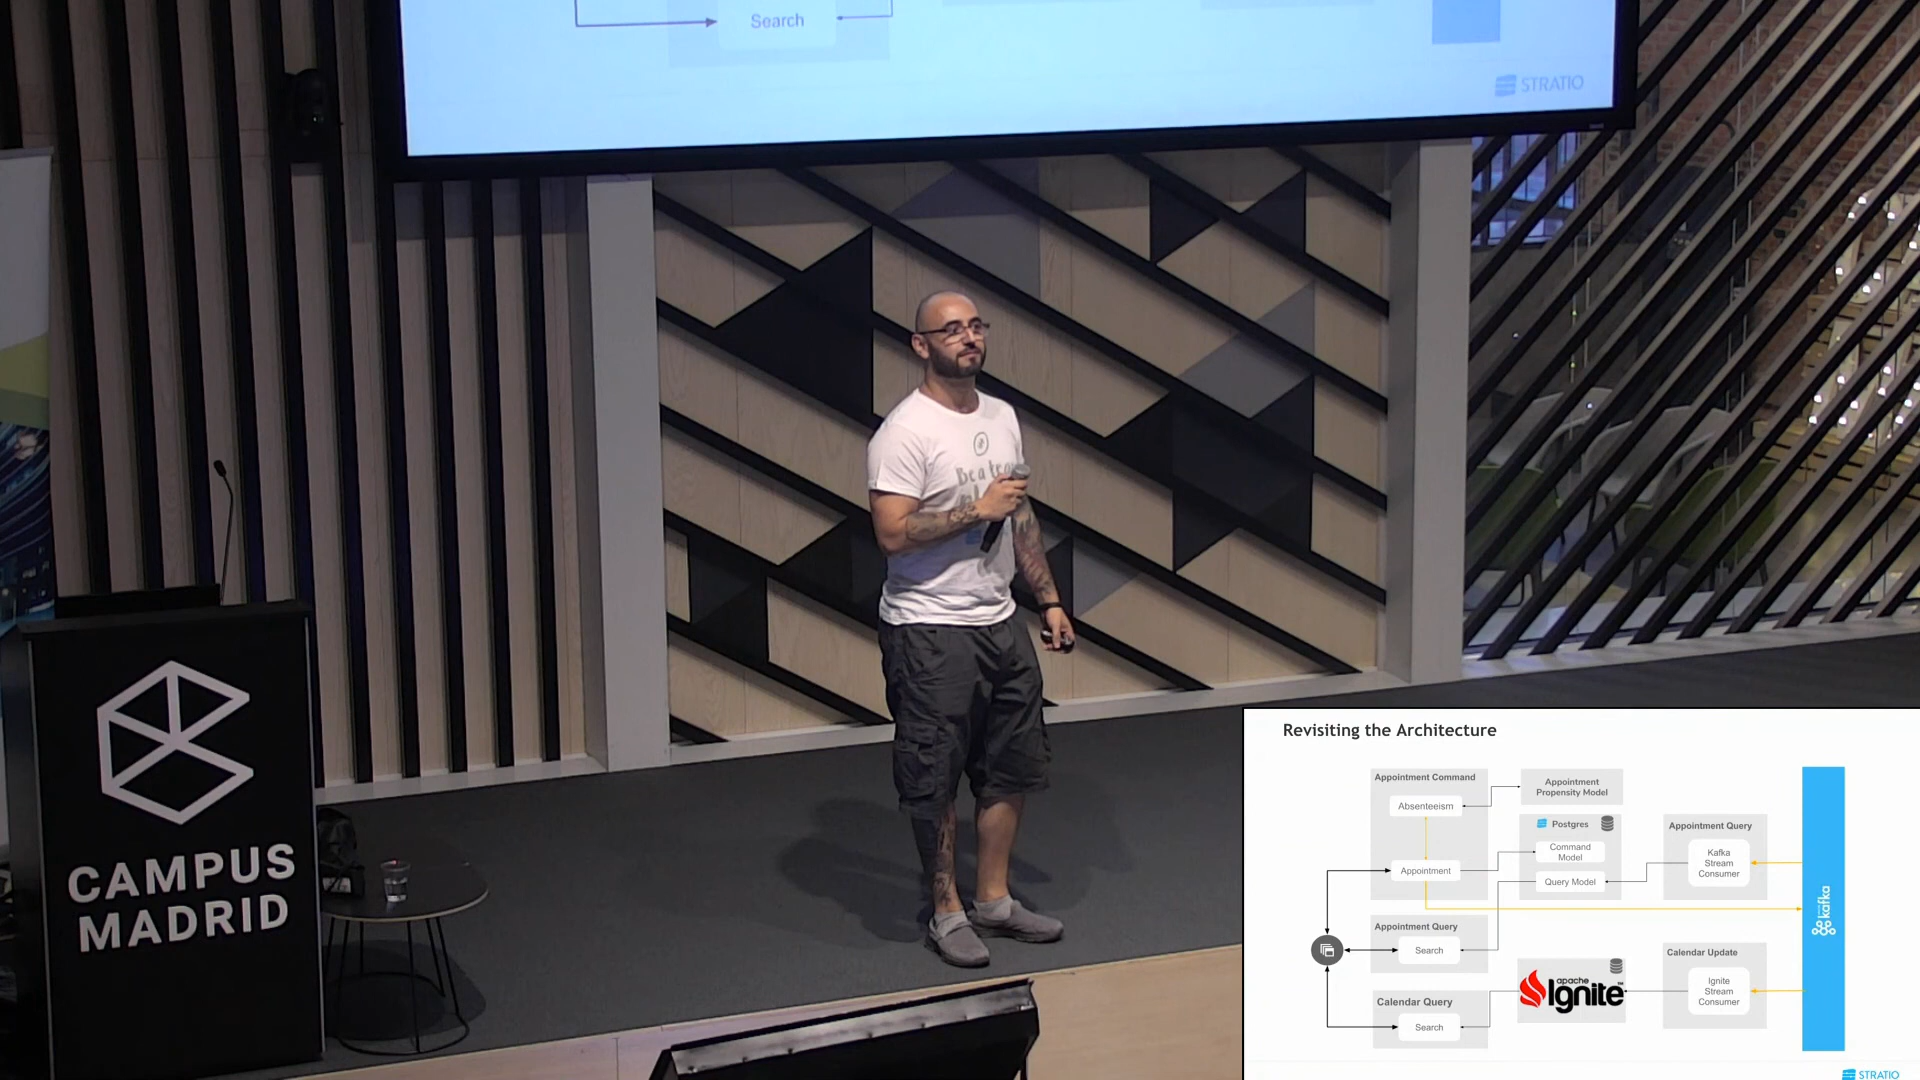 Search
STRATIO
Be a
CAMPUS
MADRID
Revisiting the Architecture
Appointment Command
Absenteeism
Appointment
Appointment
Propensity Model
Postgres
Command
Model
Query Model
Appointment Query
Kafka
Stream
Consumer
kafka
Appointment Query
Search
Calendar Query
Search
apache
Ignite
Calendar Update
Ignite
Stream
Consumer
STRATIO